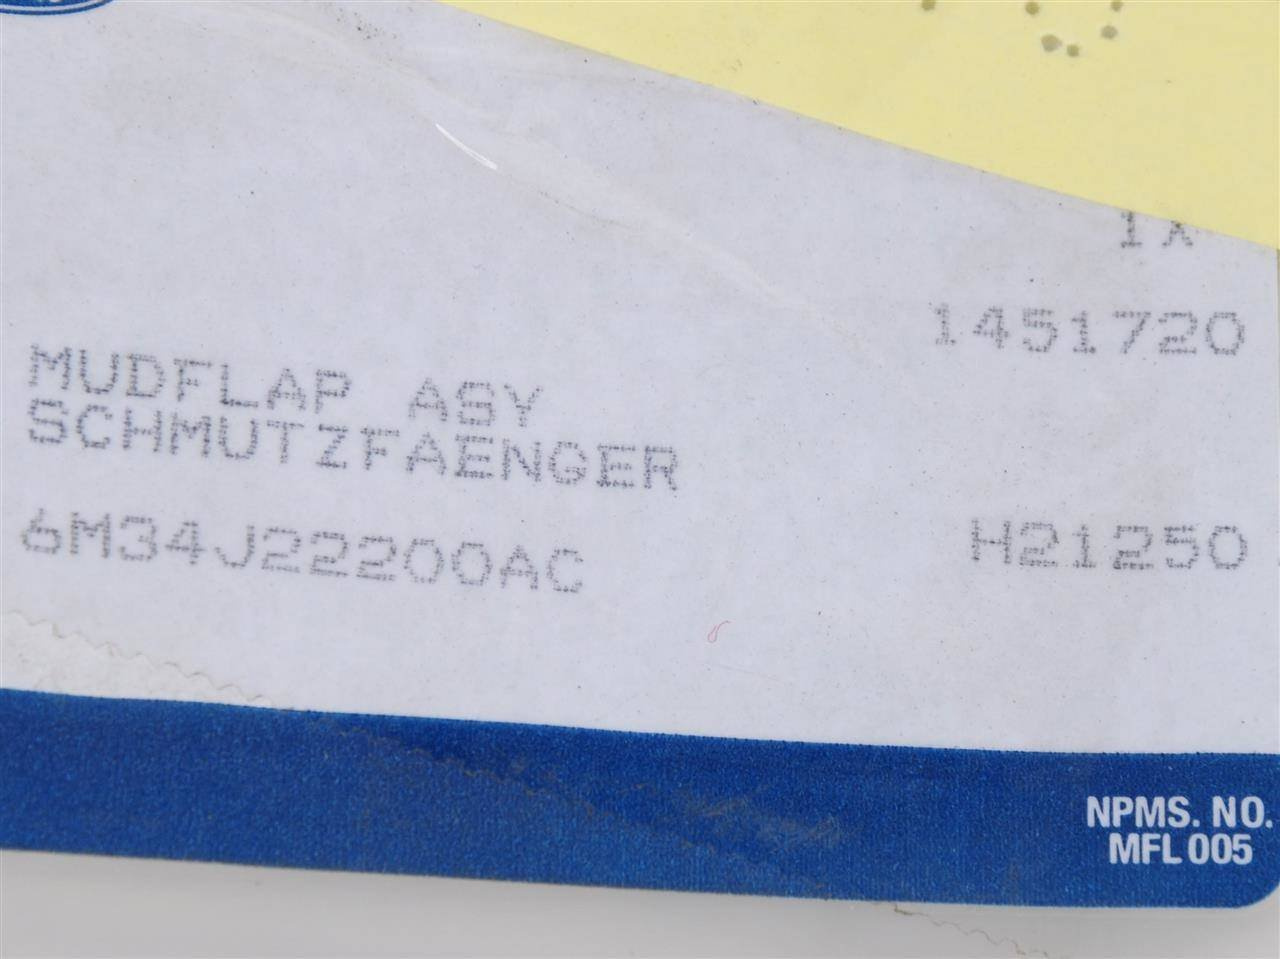 1X
1451720
MUDFLAP ASY
SCHMUTZFAENGER
6M34J22200AC
H21250
NPMS. NO.
MFL 005